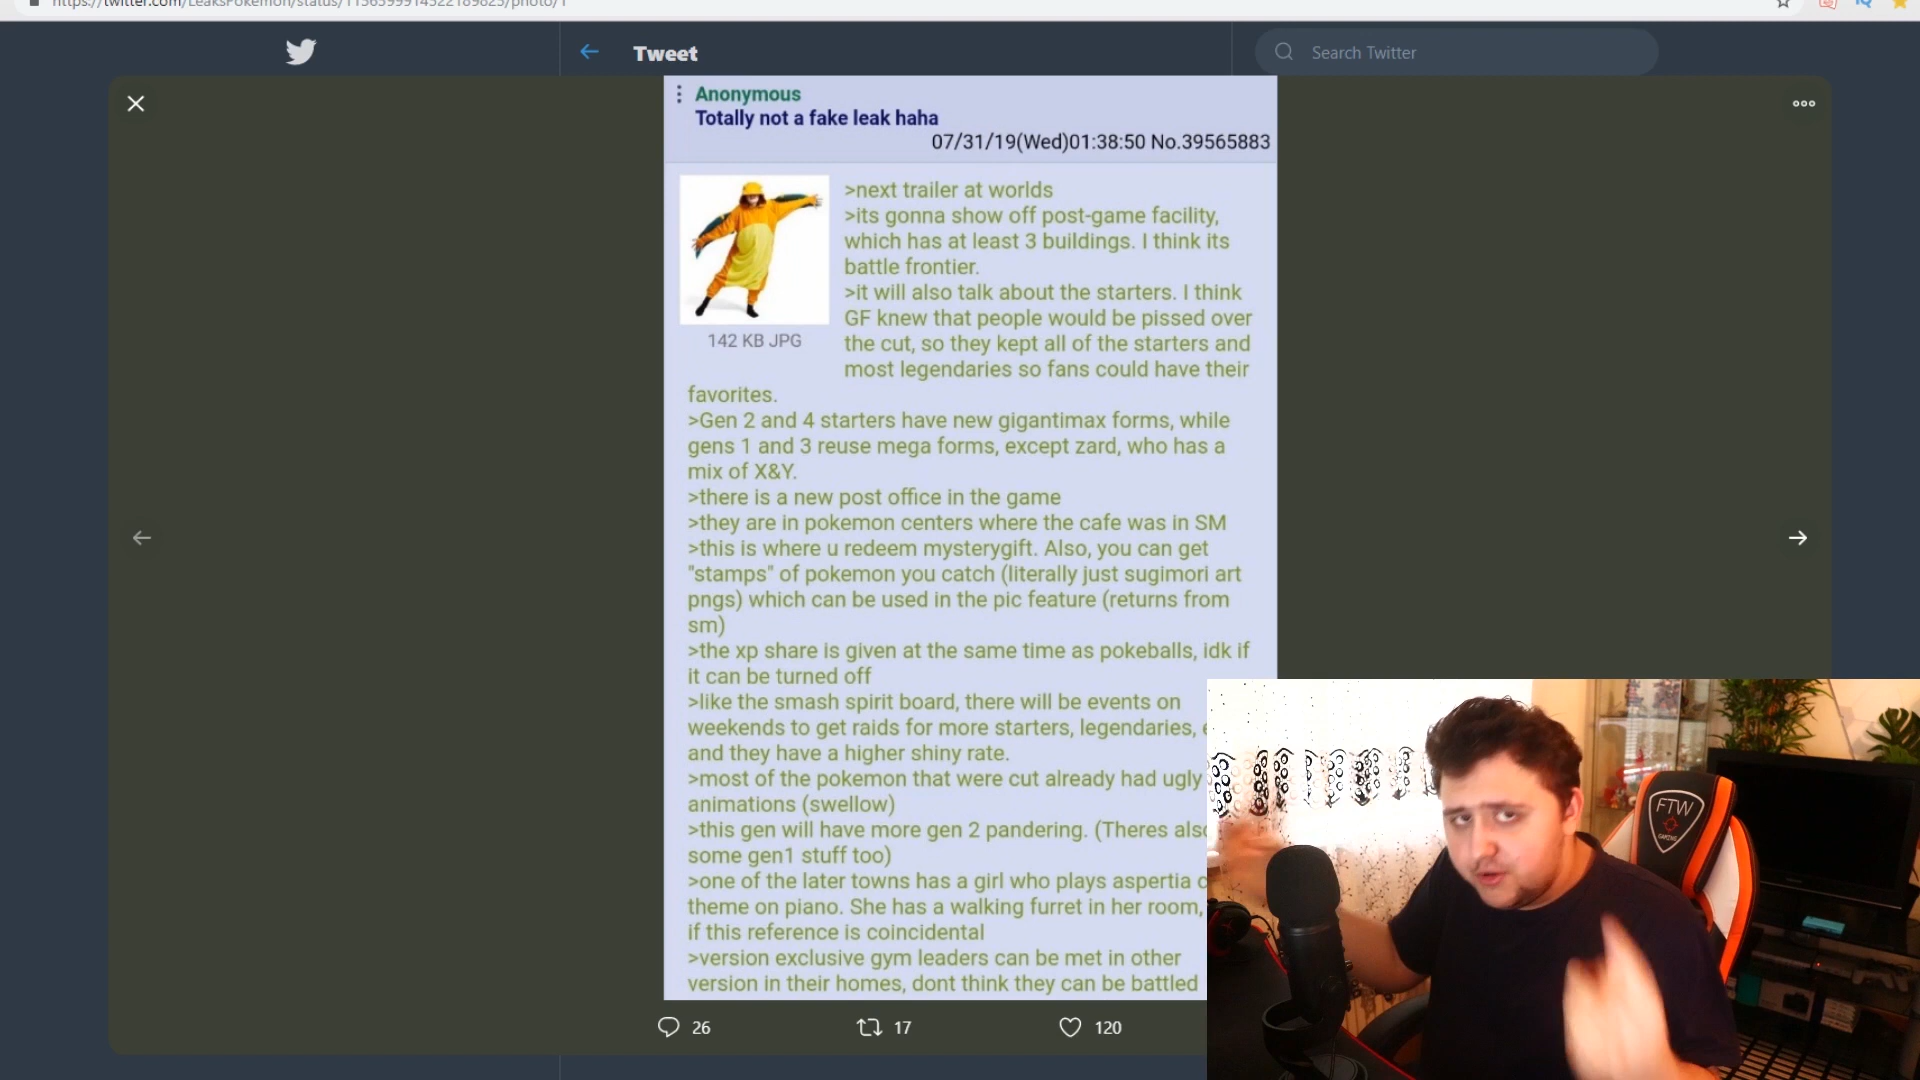 https://twitter.com/LeaksPokemon/status/1156599914522189825/photo/1
Tweet
Search Twitter
Anonymous
Totally not a fake leak haha
07/31/19(Wed)01:38:50 No.39565883
>next trailer at worlds
>its gonna show off post-game facility,
which has at least 3 buildings. I think its
battle frontier.
>it will also talk about the starters. I think
GF knew that people would be pissed over
142 KB JPG
the cut, so they kept all of the starters and
most legendaries so fans could have their
favorites.
>Gen 2 and 4 starters have new gigantimax forms, while
gens 1 and 3 reuse mega forms, except zard, who has a
mix of X&Y.
>there is a new post office in the game
>they are in pokemon centers where the cafe was in SM
>this is where u redeem mysterygift. Also, you can get
"stamps" of pokemon you catch (literally just sugimori art
pngs) which can be used in the pic feature (returns from
sm)
>the xp share is given at the same time as pokeballs, idk if
it can be turned off
>like the smash spirit board, there will be events on
weekends to get raids for more starters, legendaries,
and they have a higher shiny rate.
>most of the pokemon that were cut already had ugly
animations (swellow)
>this gen will have more gen 2 pandering. (Theres also
some gen1 stuff too)
>one of the later towns has a girl who plays aspertia
theme on piano. She has a walking furret in her room,
if this reference is coincidental
>version exclusive gym leaders can be met in other
version in their homes, dont think they can be battled
26
17
120
FTW
GAMING